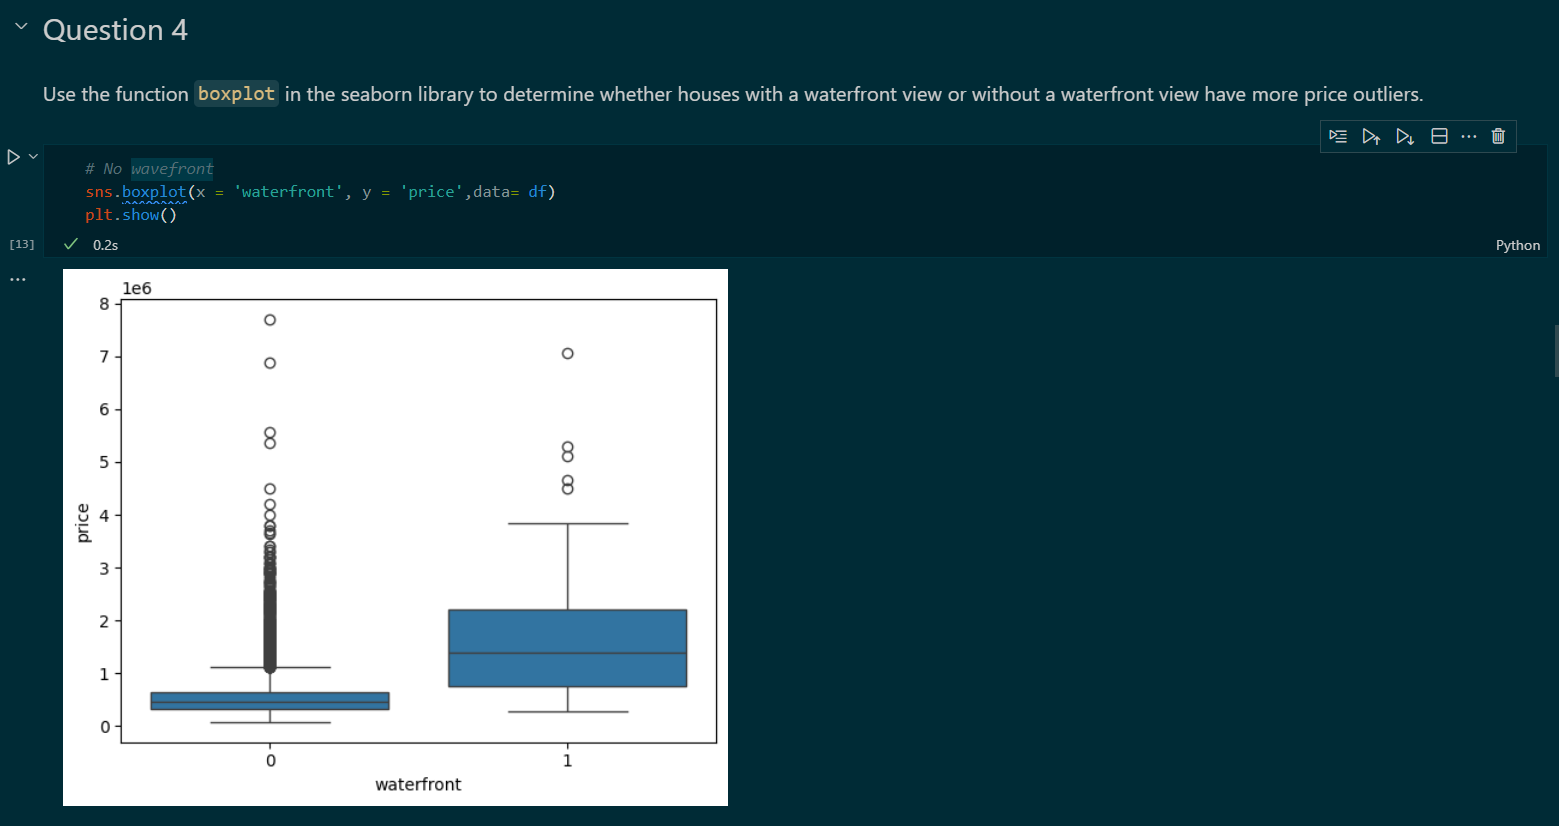 Question 4
Use the function boxplot in the seaborn library to determine whether houses with a waterfront view or without a waterfront view have more price outliers.
# No wavefront
sns.boxplot(x = 'waterfront', y = 'price',data= df)
plt.show()
[13]
0.2s
Python
1e6
8
7
6
5
4
3
2
1
0
price
0 1
waterfront